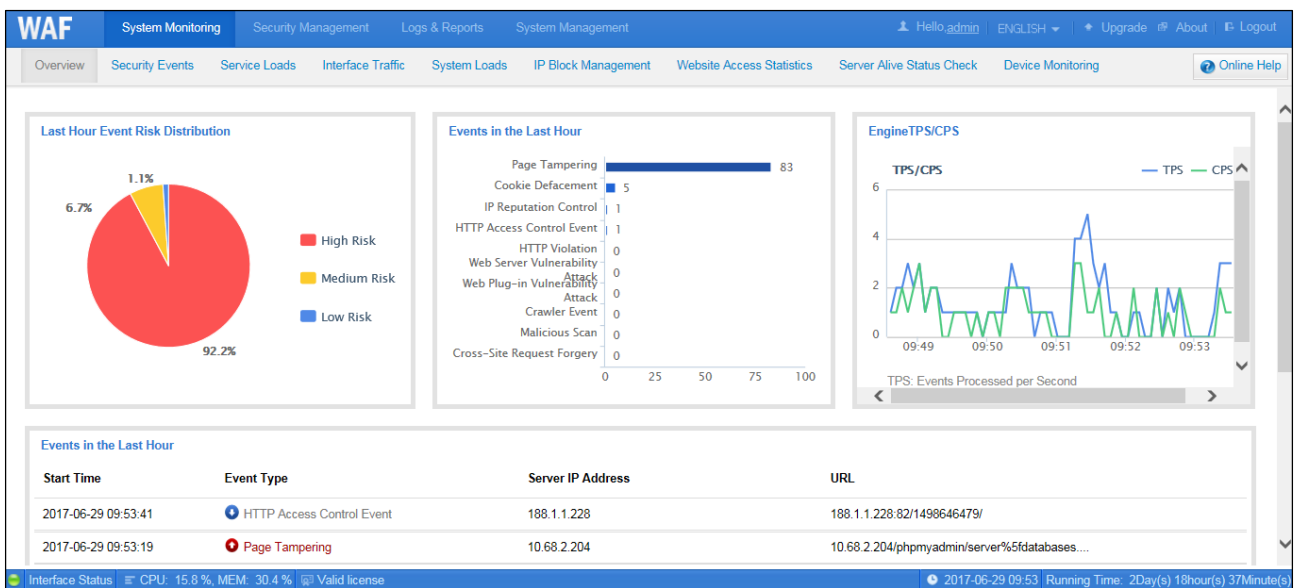 WAF System Monitoring Security Management Logs & Reports System Management Hello,admin ENGLISH Upgrade About Logout
Overview Security Events Service Loads Interface Traffic System Loads IP Block Management Website Access Statistics Server Alive Status Check Device Monitoring Online Help
Last Hour Event Risk Distribution
1.1%
6.7%
92.2%
High Risk
Medium Risk
Low Risk
Events in the Last Hour
Page Tampering 83
Cookie Defacement 5
IP Reputation Control 1
HTTP Access Control Event 1
HTTP Violation 0
Web Server Vulnerability
Attack 0
Web Plug-in Vulnerability
Attack 0
Crawler Event 0
Malicious Scan 0
Cross-Site Request Forgery 0
0 25 50 75 100
EngineTPS/CPS
TPS/CPS TPS CPS
6
4
2
0
09:49 09:50 09:51 09:52 09:53
TPS: Events Processed per Second
Events in the Last Hour
Start Time Event Type Server IP Address URL
2017-06-29 09:53:41 HTTP Access Control Event 188.1.1.228 188.1.1.228:82/1498646479/
2017-06-29 09:53:19 Page Tampering 10.68.2.204 10.68.2.204/phpmyadmin/server%5fdatabases....
Interface Status CPU: 15.8 %, MEM: 30.4 % Valid license 2017-06-29 09:53 Running Time: 2Day(s) 18hour(s) 37Minute(s)